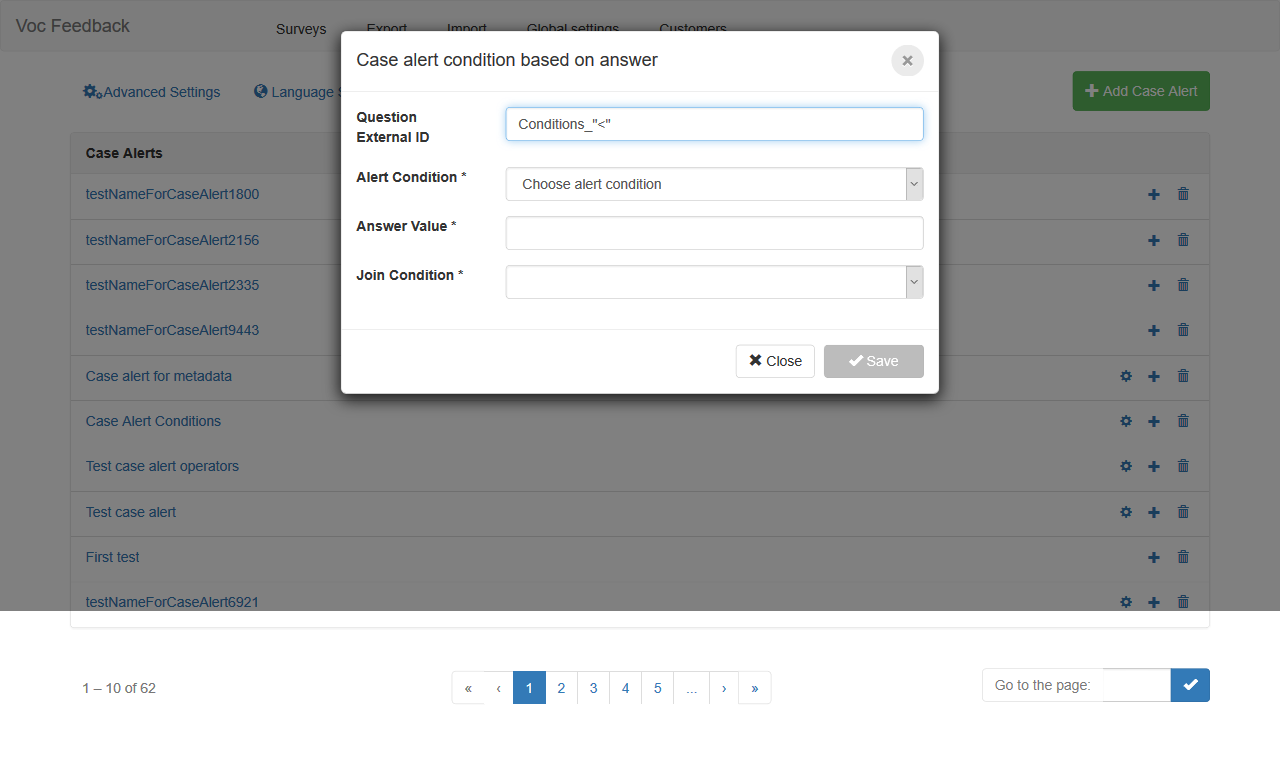 Voc Feedback
Surveys Export Import Global settings Customers
Case alert condition based on answer
Advanced Settings Language S
Add Case Alert
Question External ID
Conditions_"<"
Alert Condition *
Choose alert condition
Answer Value *
Join Condition *
Close Save
Case Alerts
testNameForCaseAlert1800
testNameForCaseAlert2156
testNameForCaseAlert2335
testNameForCaseAlert9443
Case alert for metadata
Case Alert Conditions
Test case alert operators
Test case alert
First test
testNameForCaseAlert6921
1 – 10 of 62
« ‹ 1 2 3 4 5 ... › »
Go to the page: